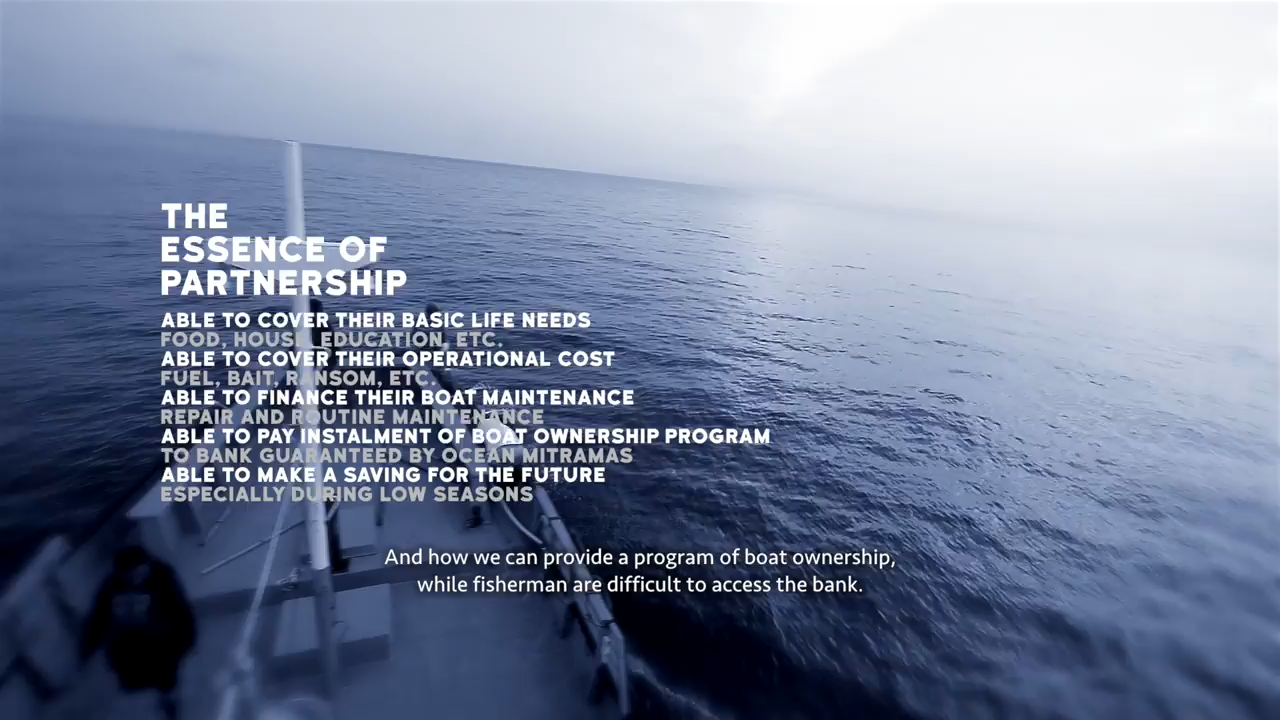 THE
ESSENCE OF
PARTNERSHIP
ABLE TO COVER THEIR BASIC LIFE NEEDS
FOOD, HOUSE, EDUCATION, ETC.
ABLE TO COVER THEIR OPERATIONAL COST
FUEL, BAIT, RANSOM, ETC.
ABLE TO FINANCE THEIR BOAT MAINTENANCE
REPAIR AND ROUTINE MAINTENANCE
ABLE TO PAY INSTALMENT OF BOAT OWNERSHIP PROGRAM
TO BANK GUARANTEED BY OCEAN MITRAMAS
ABLE TO MAKE A SAVING FOR THE FUTURE
ESPECIALLY DURING LOW SEASONS
And how we can provide a program of boat ownership,
while fisherman are difficult to access the bank.